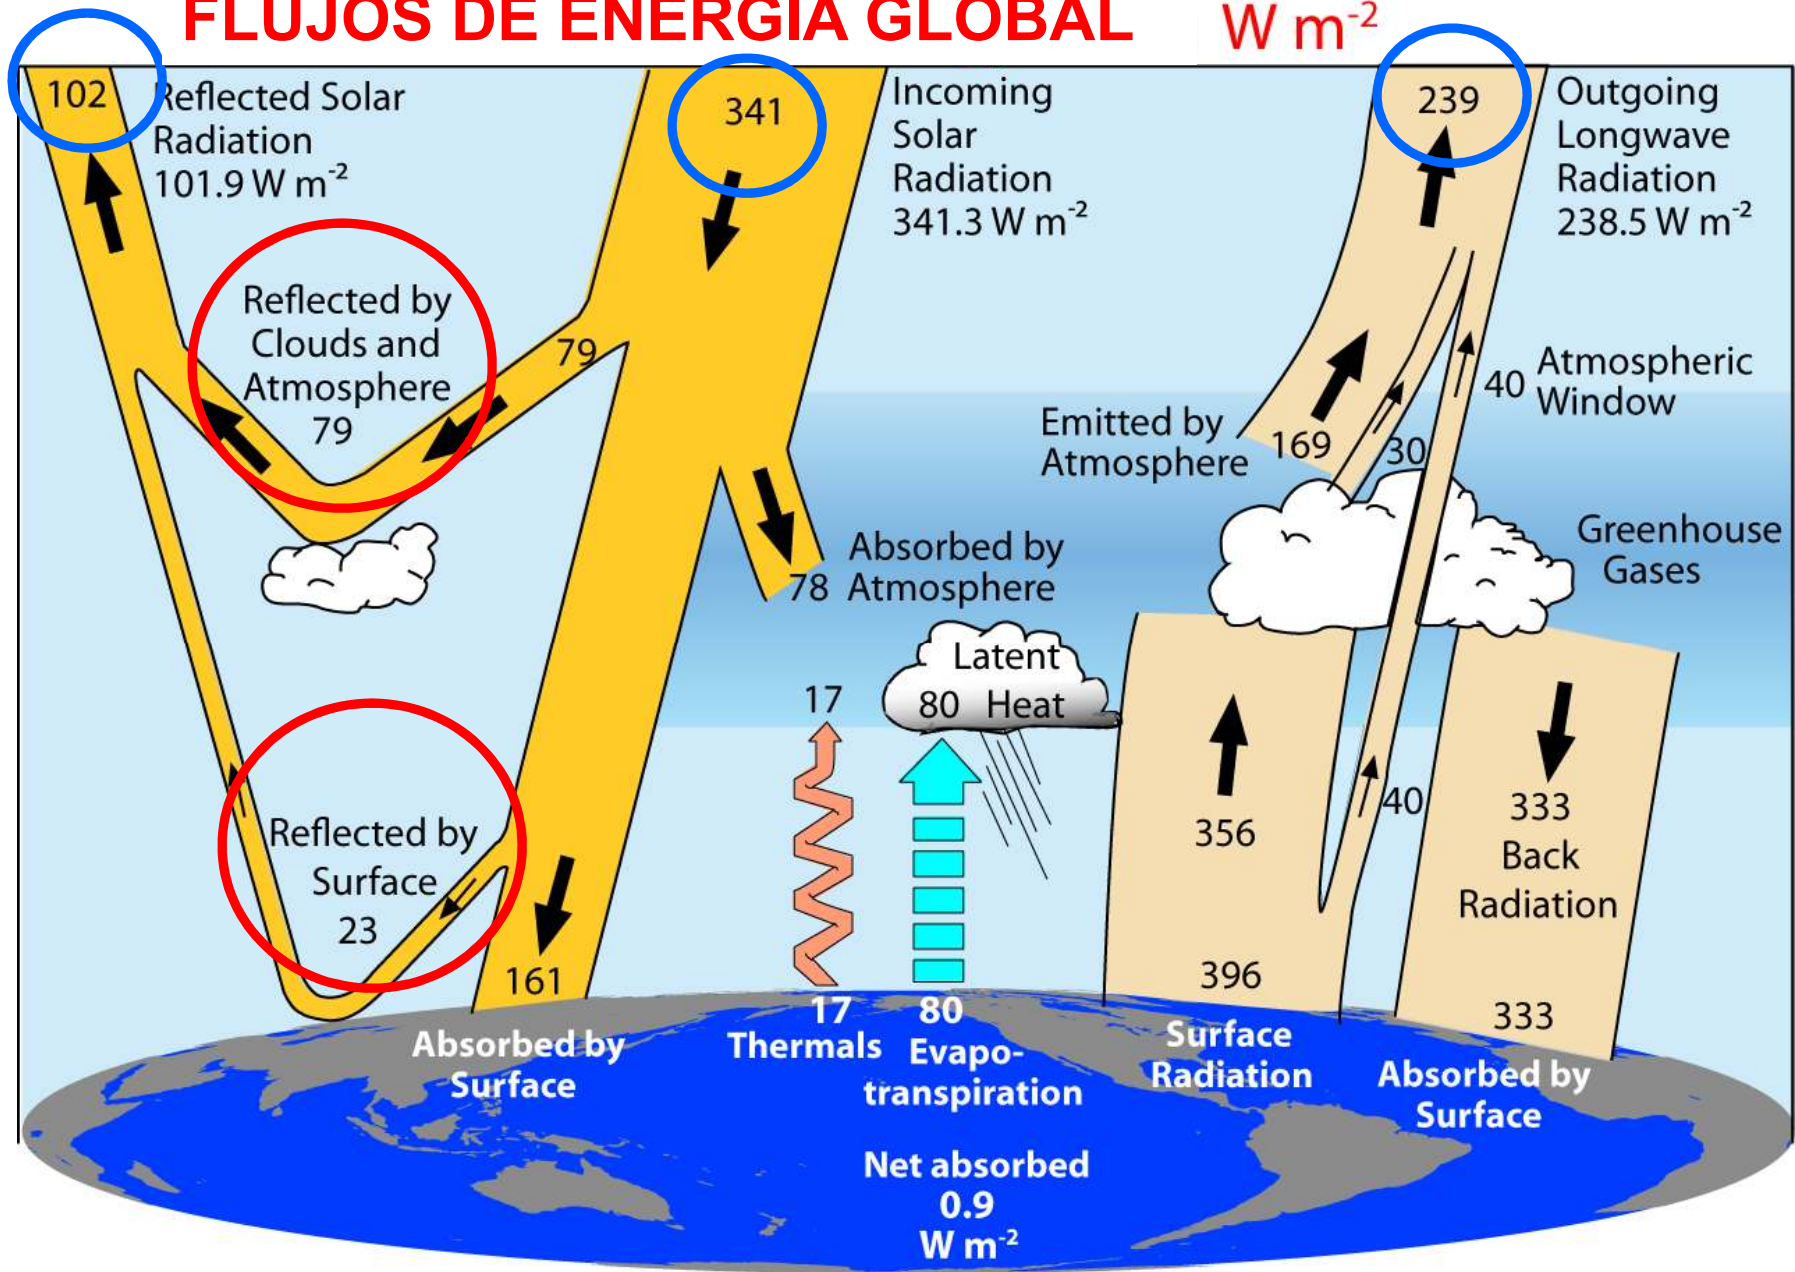 FLUJOS DE ENERGIA GLOBAL
W m-2
102
Reflected Solar
Radiation
101.9 W m-2
341
Incoming
Solar
Radiation
341.3 W m-2
239
Outgoing
Longwave
Radiation
238.5 W m-2
Reflected by
Clouds and
Atmosphere
79
79
Emitted by
Atmosphere
169
30
40
Atmospheric
Window
Greenhouse
Gases
Absorbed by
78 Atmosphere
Latent
80 Heat
17
Reflected by
Surface
23
161
356
40
333
Back
Radiation
396
333
Absorbed by
Surface
17
Thermals
80
Evapo-
transpiration
Surface
Radiation
Absorbed by
Surface
Net absorbed
0.9
W m-2